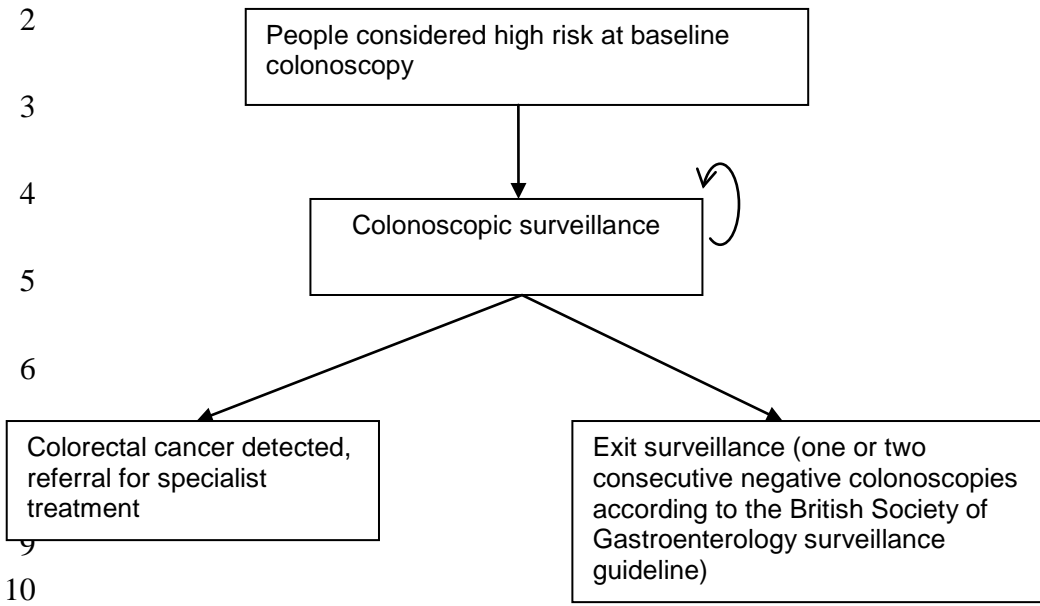 2
People considered high risk at baseline
colonoscopy
3
4
Colonoscopic surveillance
5
6
Colorectal cancer detected,
referral for specialist
treatment
Exit surveillance (one or two
consecutive negative colonoscopies
according to the British Society of
Gastroenterology surveillance
guideline)
9
10